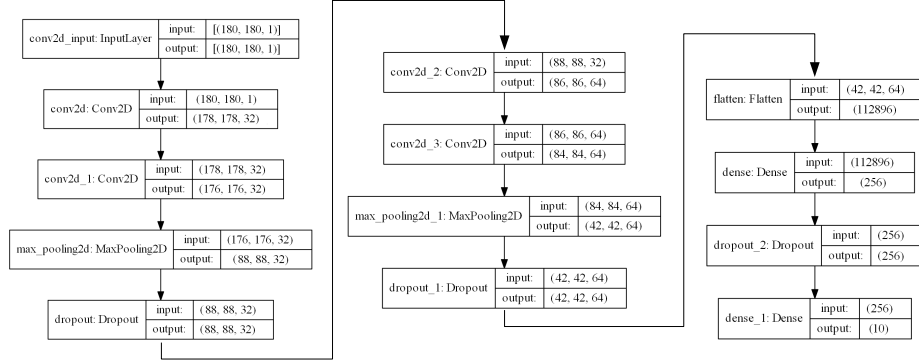 conv2d_input: InputLayer
input: [(180, 180, 1)]
output: [(180, 180, 1)]
conv2d: Conv2D
input: (180, 180, 1)
output: (178, 178, 32)
conv2d_1: Conv2D
input: (178, 178, 32)
output: (176, 176, 32)
max_pooling2d: MaxPooling2D
input: (176, 176, 32)
output: (88, 88, 32)
dropout: Dropout
input: (88, 88, 32)
output: (88, 88, 32)
conv2d_2: Conv2D
input: (88, 88, 32)
output: (86, 86, 64)
conv2d_3: Conv2D
input: (86, 86, 64)
output: (84, 84, 64)
max_pooling2d_1: MaxPooling2D
input: (84, 84, 64)
output: (42, 42, 64)
dropout_1: Dropout
input: (42, 42, 64)
output: (42, 42, 64)
flatten: Flatten
input: (42, 42, 64)
output: (112896)
dense: Dense
input: (112896)
output: (256)
dropout_2: Dropout
input: (256)
output: (256)
dense_1: Dense
input: (256)
output: (10)